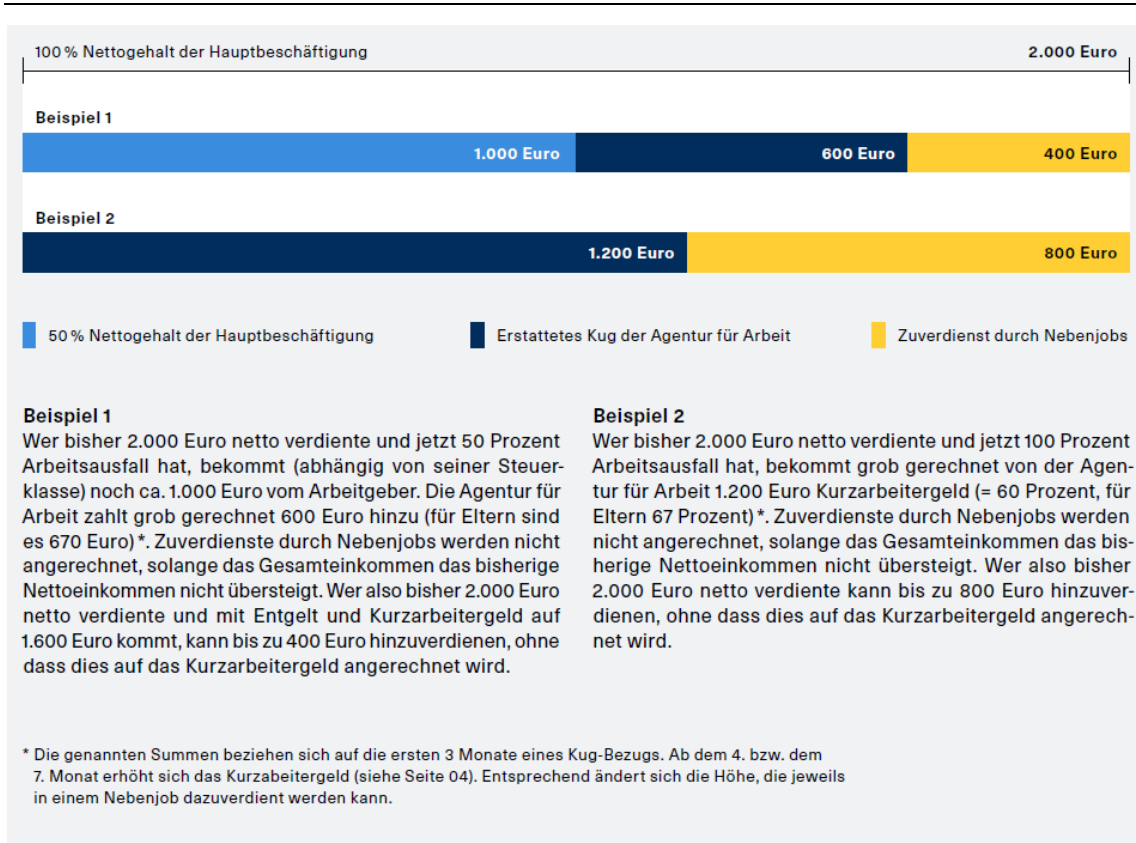 100 % Nettogehalt der Hauptbeschäftigung 2.000 Euro
Beispiel 1
1.000 Euro 600 Euro 400 Euro
Beispiel 2
1.200 Euro 800 Euro
50 % Nettogehalt der Hauptbeschäftigung Erstattetes Kug der Agentur für Arbeit Zuverdienst durch Nebenjobs
Beispiel 1
Wer bisher 2.000 Euro netto verdiente und jetzt 50 Prozent
Arbeitsausfall hat, bekommt (abhängig von seiner Steuer-
klasse) noch ca. 1.000 Euro vom Arbeitgeber. Die Agentur für
Arbeit zahlt grob gerechnet 600 Euro hinzu (für Eltern sind
es 670 Euro) *. Zuverdienste durch Nebenjobs werden nicht
angerechnet, solange das Gesamteinkommen das bisherige
Nettoeinkommen nicht übersteigt. Wer also bisher 2.000 Euro
netto verdiente und mit Entgelt und Kurzarbeitergeld auf
1.600 Euro kommt, kann bis zu 400 Euro hinzuverdienen, ohne
dass dies auf das Kurzarbeitergeld angerechnet wird.
Beispiel 2
Wer bisher 2.000 Euro netto verdiente und jetzt 100 Prozent
Arbeitsausfall hat, bekommt grob gerechnet von der Agen-
tur für Arbeit 1.200 Euro Kurzarbeitergeld (= 60 Prozent, für
Eltern 67 Prozent) *. Zuverdienste durch Nebenjobs werden
nicht angerechnet, solange das Gesamteinkommen das bis-
herige Nettoeinkommen nicht übersteigt. Wer also bisher
2.000 Euro netto verdiente kann bis zu 800 Euro hinzuver-
dienen, ohne dass dies auf das Kurzarbeitergeld angerech-
net wird.
* Die genannten Summen beziehen sich auf die ersten 3 Monate eines Kug-Bezugs. Ab dem 4. bzw. dem
7. Monat erhöht sich das Kurzabeitergeld (siehe Seite 04). Entsprechend ändert sich die Höhe, die jeweils
in einem Nebenjob dazuverdient werden kann.